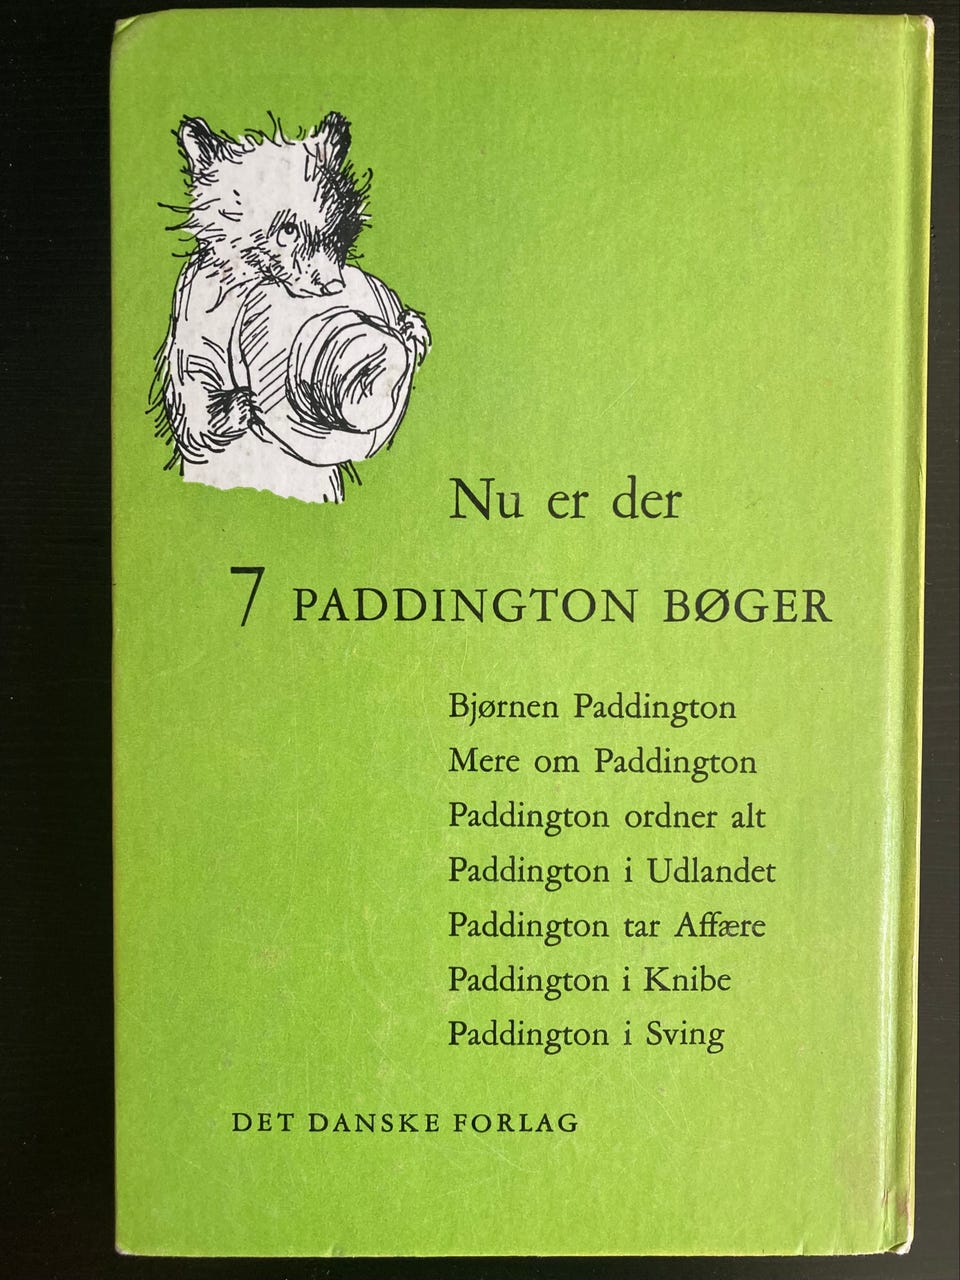 Nu er der
7 PADDINGTON BØGER
Bjørnen Paddington
Mere om Paddington
Paddington ordner alt
Paddington i Udlandet
Paddington tar Affære
Paddington i Knibe
Paddington i Sving
DET DANSKE FORLAG